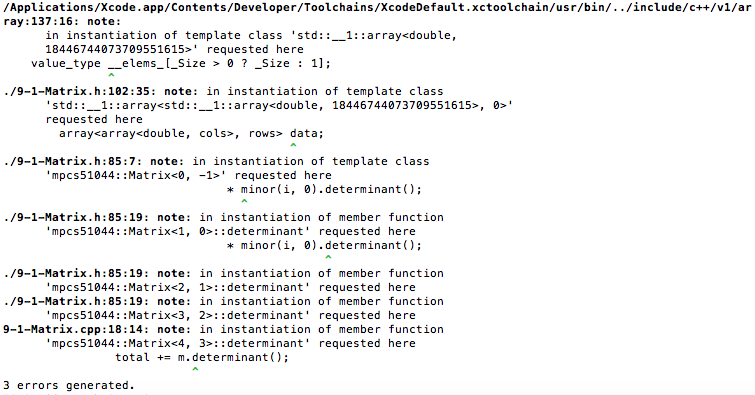 /Applications/Xcode.app/Contents/Developer/Toolchains/XcodeDefault.xctoolchain/usr/bin/../include/c++/v1/ar
ray:137:16: note:
      in instantiation of template class 'std::__1::array<double,
      18446744073709551615>' requested here
    value_type __elems_[_Size > 0 ? _Size : 1];
               ^
./9-1-Matrix.h:102:35: note: in instantiation of template class
      'std::__1::array<std::__1::array<double, 18446744073709551615>, 0>'
      requested here
        array<array<double, cols>, rows> data;
                                         ^
./9-1-Matrix.h:85:7: note: in instantiation of template class
      'mpcs51044::Matrix<0, -1>' requested here
                                * minor(i, 0).determinant();
                                  ^
./9-1-Matrix.h:85:19: note: in instantiation of member function
      'mpcs51044::Matrix<1, 0>::determinant' requested here
                                * minor(i, 0).determinant();
                                              ^
./9-1-Matrix.h:85:19: note: in instantiation of member function
      'mpcs51044::Matrix<2, 1>::determinant' requested here
./9-1-Matrix.h:85:19: note: in instantiation of member function
      'mpcs51044::Matrix<3, 2>::determinant' requested here
9-1-Matrix.cpp:18:14: note: in instantiation of member function
      'mpcs51044::Matrix<4, 3>::determinant' requested here
                total += m.determinant();
                           ^
3 errors generated.